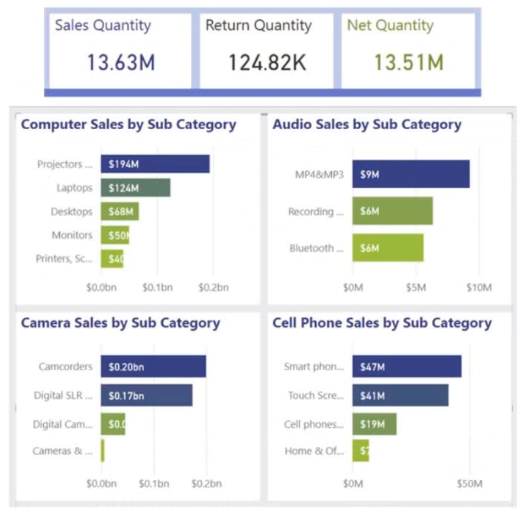 Sales Quantity
13.63M
Return Quantity
124.82K
Net Quantity
13.51M
Computer Sales by Sub Category
Projectors ...
$194M
Laptops
$124M
Desktops
$68M
Monitors
$50
Printers, Sc...
$40
$0.0bn $0.1bn $0.2bn
Audio Sales by Sub Category
MP4&MP3
$9M
Recording ...
$6M
Bluetooth ...
$6M
$0M $5M $10M
Camera Sales by Sub Category
Camcorders
$0.20bn
Digital SLR ...
$0.17bn
Digital Cam...
$0.0
Cameras & ...
$0.0bn $0.1bn $0.2bn
Cell Phone Sales by Sub Category
Smart phon...
$47M
Touch Scre...
$41M
Cell phones...
$19M
Home & Of...
$7
$0M $50M